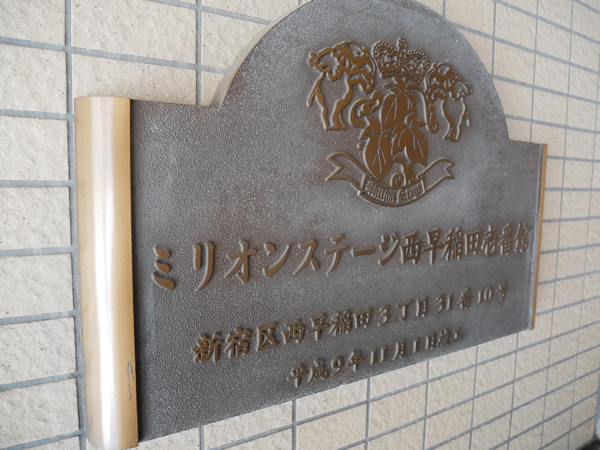 Million Stage
ミリオンステージ西早稲田壱番館
新宿区西早稲田3丁目31番10号
平成9年11月1日竣工